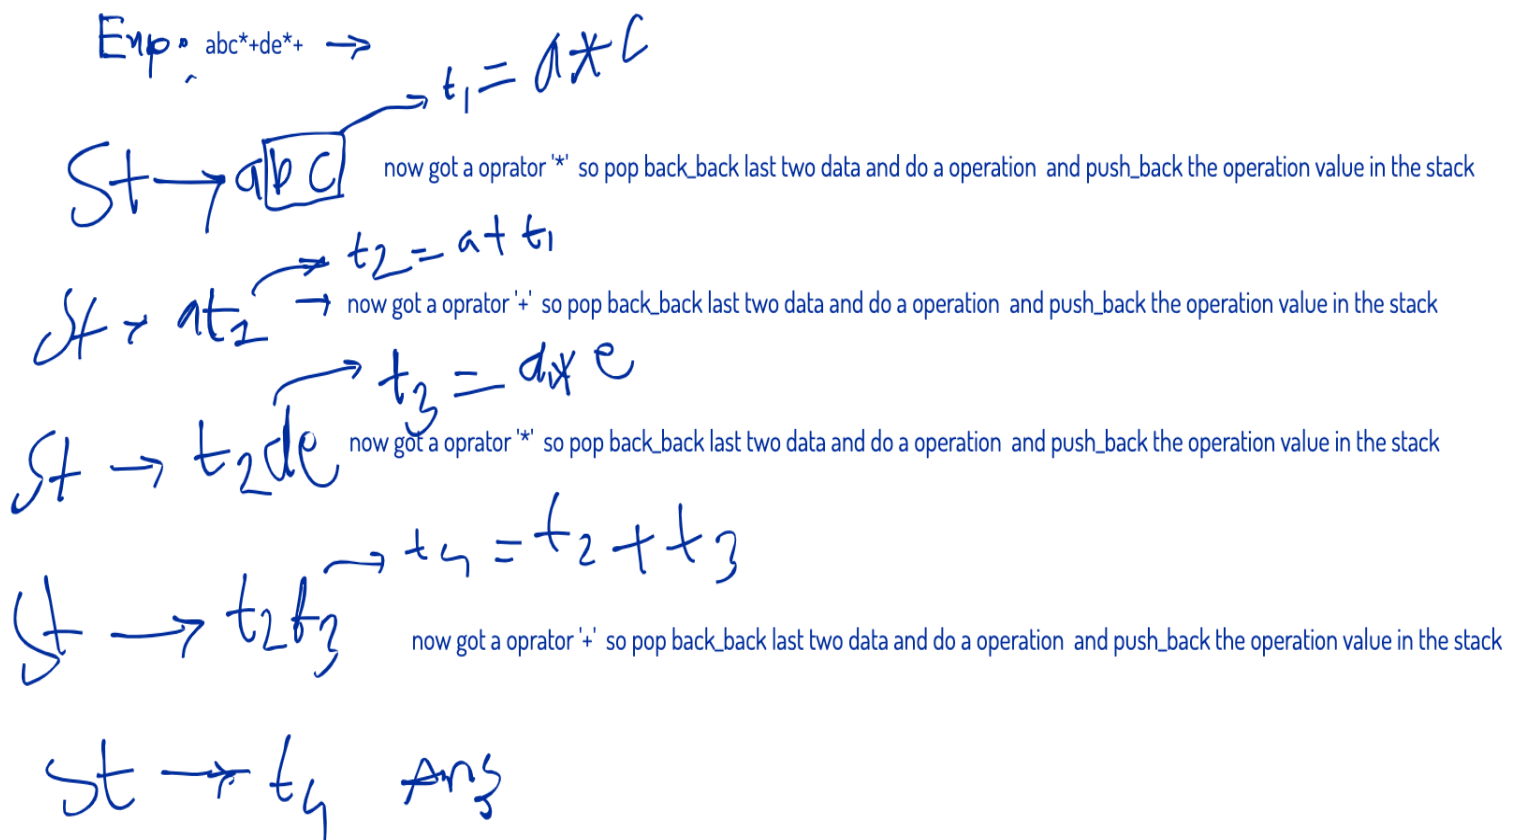 Exp: abc*+de*+ →
t1 = a*c
St → abc now got a oprator '*' so pop back_back last two data and do a operation and push_back the operation value in the stack
t2 = a+t1
St → at1 → now got a oprator '+' so pop back_back last two data and do a operation and push_back the operation value in the stack
t3 = d*e
St → t2de now got a oprator '*' so pop back_back last two data and do a operation and push_back the operation value in the stack
t4 = t2+t3
St → t2t3 now got a oprator '+' so pop back_back last two data and do a operation and push_back the operation value in the stack
St → t4 Ans